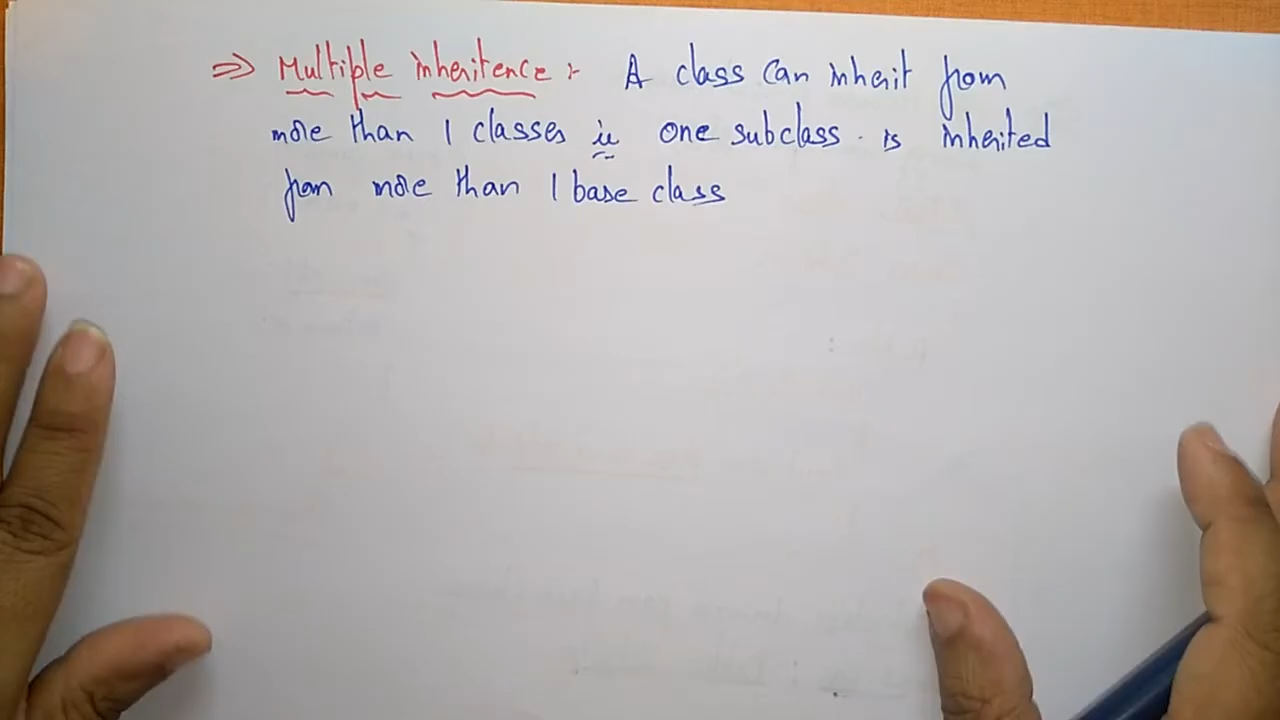 ⇒ Multiple inheritence :- A class can inherit from
more than 1 classes ie one subclass. is inherited
from more than 1 base class